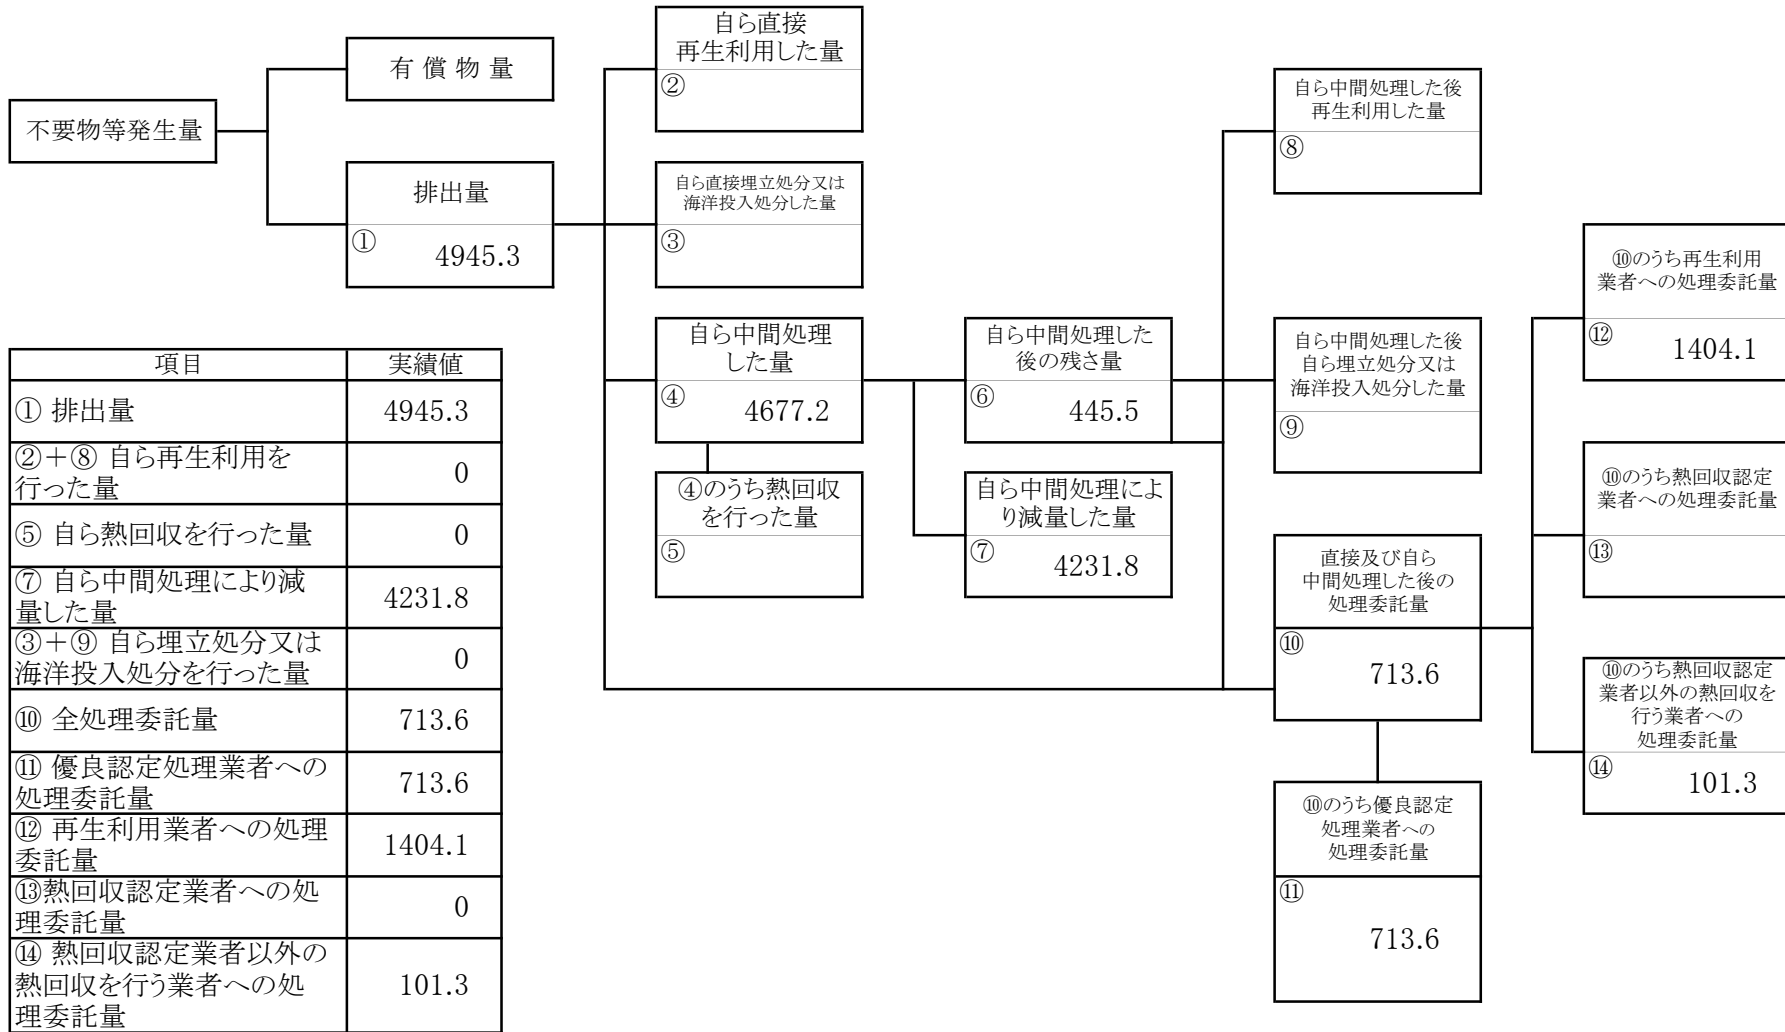 不要物等発生量
有 償 物 量
排出量
①
4945.3
自ら直接
再生利用した量
②
自ら直接埋立処分又は
海洋投入処分した量
③
自ら中間処理
した量
④
4677.2
④のうち熱回収
を行った量
⑤
自ら中間処理した
後の残さ量
⑥
445.5
自ら中間処理によ
り減量した量
⑦
4231.8
自ら中間処理した後
再生利用した量
⑧
自ら中間処理した後
自ら埋立処分又は
海洋投入処分した量
⑨
直接及び自ら
中間処理した後の
処理委託量
⑩
713.6
⑩のうち優良認定
処理業者への
処理委託量
⑪
713.6
⑩のうち再生利用
業者への処理委託量
⑫
1404.1
⑩のうち熱回収認定
業者への処理委託量
⑬
⑩のうち熱回収認定
業者以外の熱回収を
行う業者への
処理委託量
⑭
101.3
項目 実績値
① 排出量 4945.3
②＋⑧ 自ら再生利用を
行った量 0
⑤ 自ら熱回収を行った量 0
⑦ 自ら中間処理により減
量した量 4231.8
③＋⑨ 自ら埋立処分又は
海洋投入処分を行った量 0
⑩ 全処理委託量 713.6
⑪ 優良認定処理業者への
処理委託量 713.6
⑫ 再生利用業者への処理
委託量 1404.1
⑬熱回収認定業者への処
理委託量 0
⑭ 熱回収認定業者以外の
熱回収を行う業者への処
理委託量 101.3